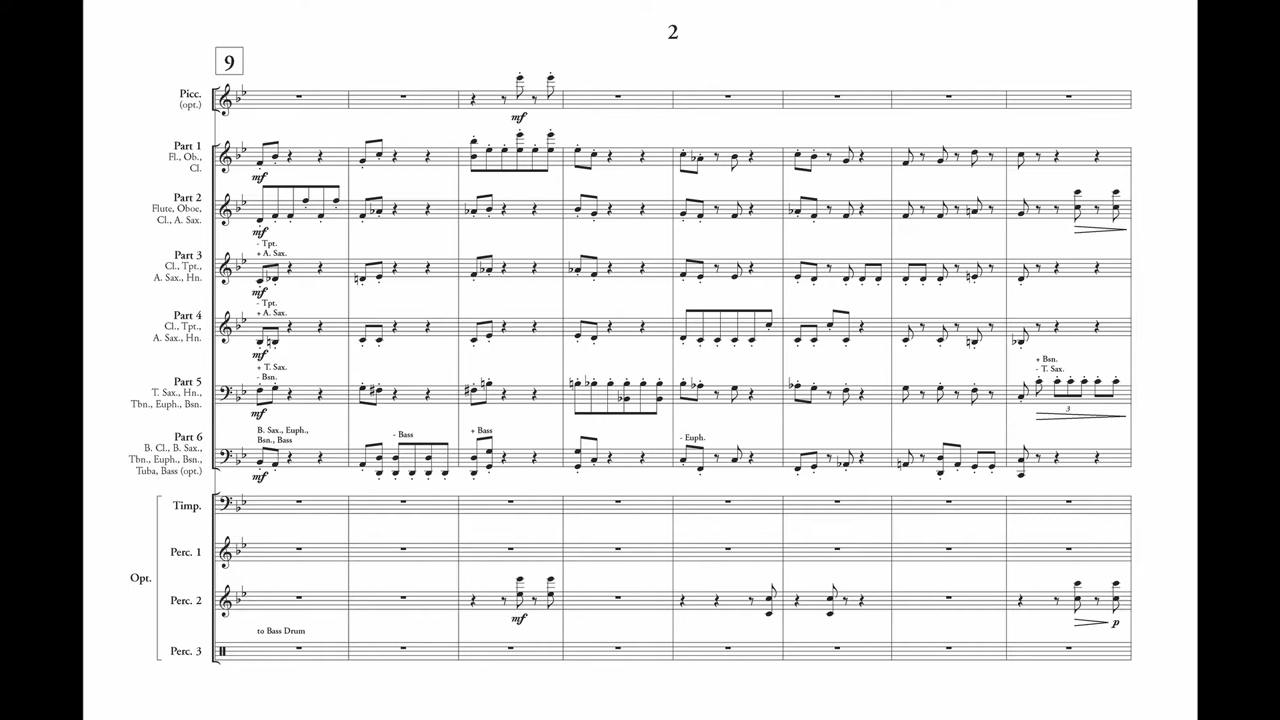 2
9
Picc.
(opt.)
mf
Part 1
Fl., Ob.,
Cl.
mf
Part 2
Flute, Oboe,
Cl., A. Sax.
mf
- Tpt.
+ A. Sax.
Part 3
Cl., Tpt.,
A. Sax., Hn.
mf
- Tpt.
+ A. Sax.
Part 4
Cl., Tpt.,
A. Sax., Hn.
mf
+ T. Sax.
- Bsn.
+ Bsn.
- T. Sax.
Part 5
T. Sax., Hn.,
Tbn., Euph., Bsn.
mf
3
B. Sax., Euph.,
Bsn., Bass
- Bass
+ Bass
- Euph.
Part 6
B. Cl., B. Sax.,
Tbn., Euph., Bsn.,
Tuba, Bass (opt.)
mf
Timp.
Perc. 1
Opt.
Perc. 2
mf
p
to Bass Drum
Perc. 3